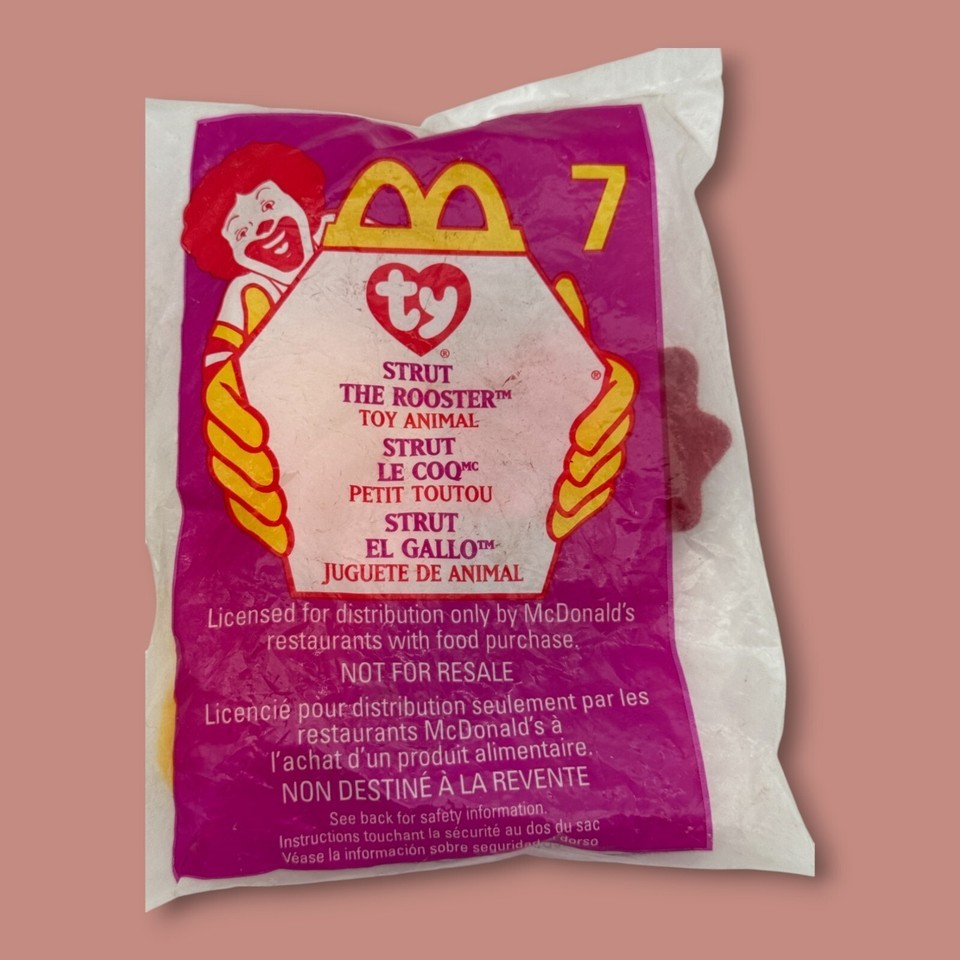 7
ty®
STRUT
THE ROOSTER™
TOY ANIMAL
STRUT
LE COQᴹᶜ
PETIT TOUTOU
STRUT
EL GALLO™
JUGUETE DE ANIMAL
®
Licensed for distribution only by McDonald's
restaurants with food purchase.
NOT FOR RESALE
Licencié pour distribution seulement par les
restaurants McDonald's à
l'achat d'un produit alimentaire.
NON DESTINÉ À LA REVENTE
See back for safety information.
Instructions touchant la sécurité au dos du sac
Véase la información sobre seguridad dorso